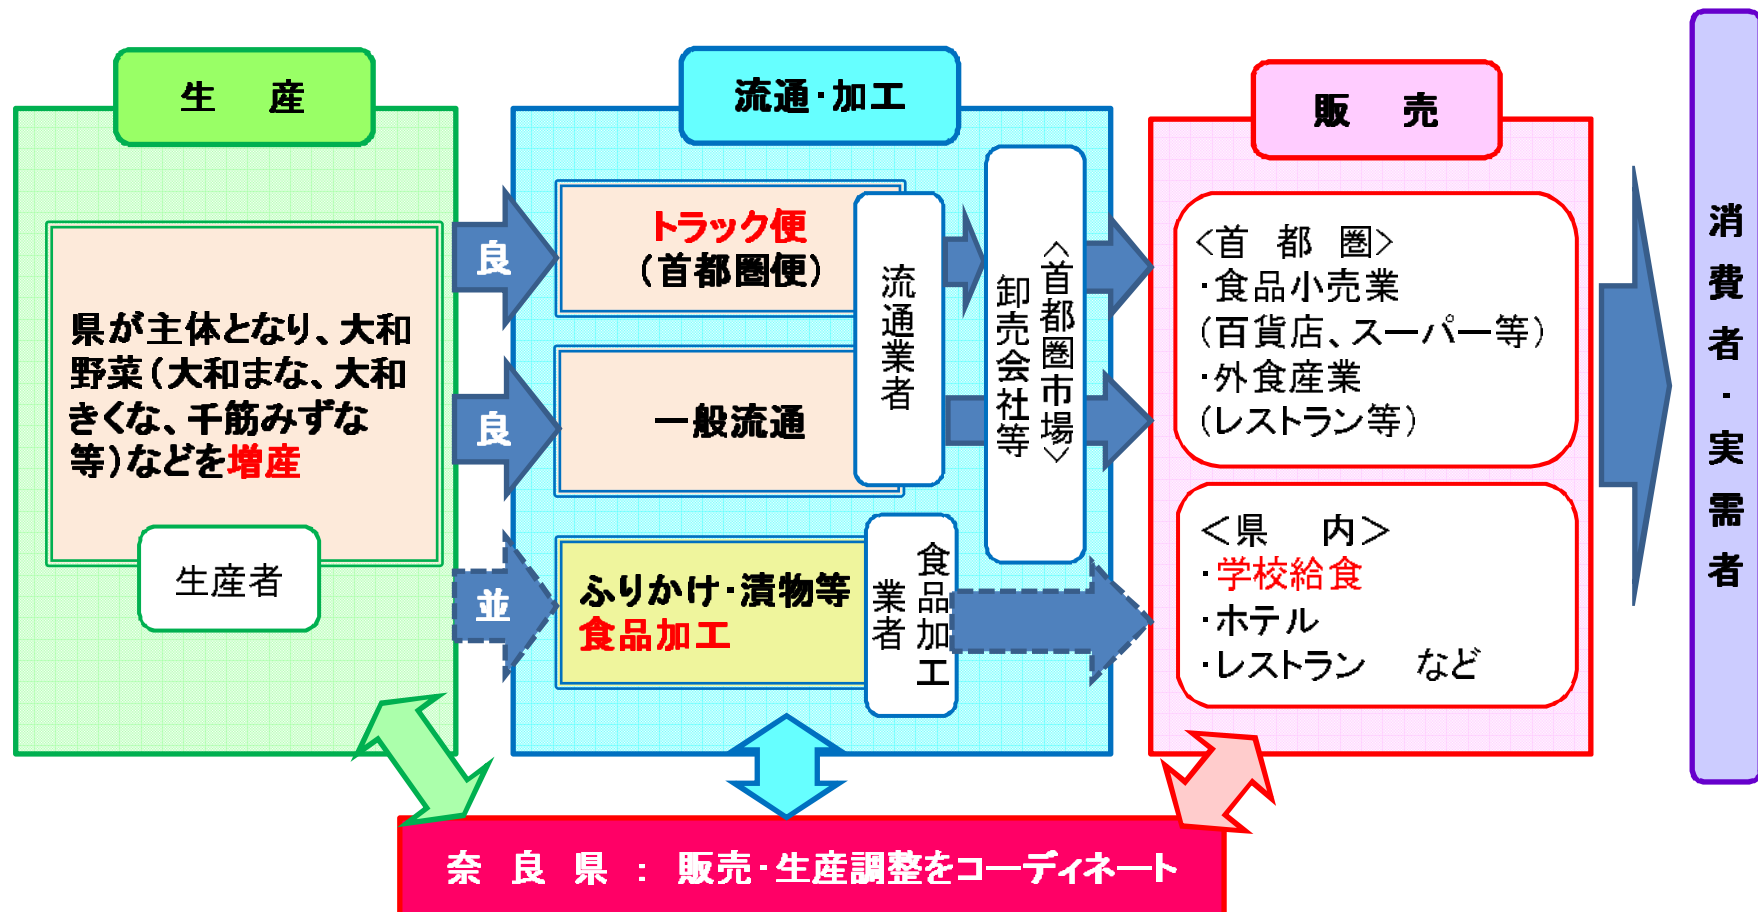 生　産
県が主体となり、大和
野菜（大和まな、大和
きくな、千筋みずな
等）などを増産
生産者
良
良
並
流通・加工
トラック便
（首都圏便）
一般流通
流通業者
ふりかけ・漬物等
食品加工
食品加工
業者
〈首都圏市場〉
卸売会社等
販　売
<首　都　圏>
・食品小売業
(百貨店、スーパー等)
・外食産業
(レストラン等)
＜県　内＞
・学校給食
・ホテル
・レストラン　など
消費者・実需者
奈 良 県 ： 販売・生産調整をコーディネート